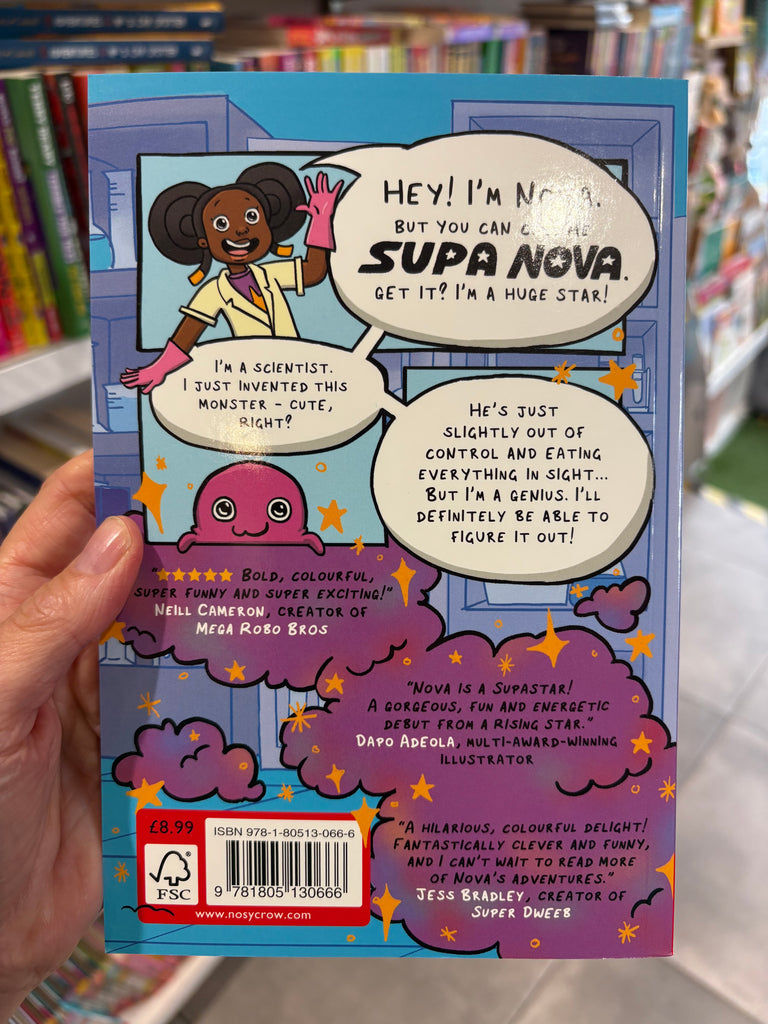 HEY! I'M NOVA.
BUT YOU CAN CALL ME
SUPA NOVA.
GET IT? I'M A HUGE STAR!
I'M A SCIENTIST.
I JUST INVENTED THIS
MONSTER – CUTE,
RIGHT?
HE'S JUST
SLIGHTLY OUT OF
CONTROL AND EATING
EVERYTHING IN SIGHT...
BUT I'M A GENIUS. I'LL
DEFINITELY BE ABLE TO
FIGURE IT OUT!
"★★★★★ BOLD, COLOURFUL,
SUPER FUNNY AND SUPER EXCITING!"
NEILL CAMERON, CREATOR OF
MEGA ROBO BROS
"NOVA IS A SUPASTAR!
A GORGEOUS, FUN AND ENERGETIC
DEBUT FROM A RISING STAR."
DAPO ADEOLA, MULTI-AWARD-WINNING
ILLUSTRATOR
"A HILARIOUS, COLOURFUL DELIGHT!
FANTASTICALLY CLEVER AND FUNNY,
AND I CAN'T WAIT TO READ MORE
OF NOVA'S ADVENTURES."
JESS BRADLEY, CREATOR OF
SUPER DWEEB
£8.99
ISBN 978-1-80513-066-6
9 781805 130666
FSC
www.nosycrow.com